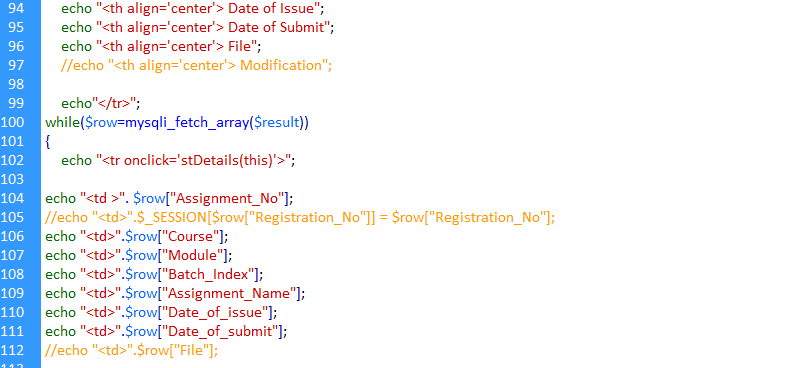 94 echo "<th align='center'> Date of Issue";
95 echo "<th align='center'> Date of Submit";
96 echo "<th align='center'> File";
97 //echo "<th align='center'> Modification";
98
99 echo"</tr>";
100 while($row=mysqli_fetch_array($result))
101 {
102 echo "<tr onclick='stDetails(this)'>";
103
104 echo "<td >". $row["Assignment_No"];
105 //echo "<td>".$_SESSION[$row["Registration_No"]] = $row["Registration_No"];
106 echo "<td>".$row["Course"];
107 echo "<td>".$row["Module"];
108 echo "<td>".$row["Batch_Index"];
109 echo "<td>".$row["Assignment_Name"];
110 echo "<td>".$row["Date_of_issue"];
111 echo "<td>".$row["Date_of_submit"];
112 //echo "<td>".$row["File"];